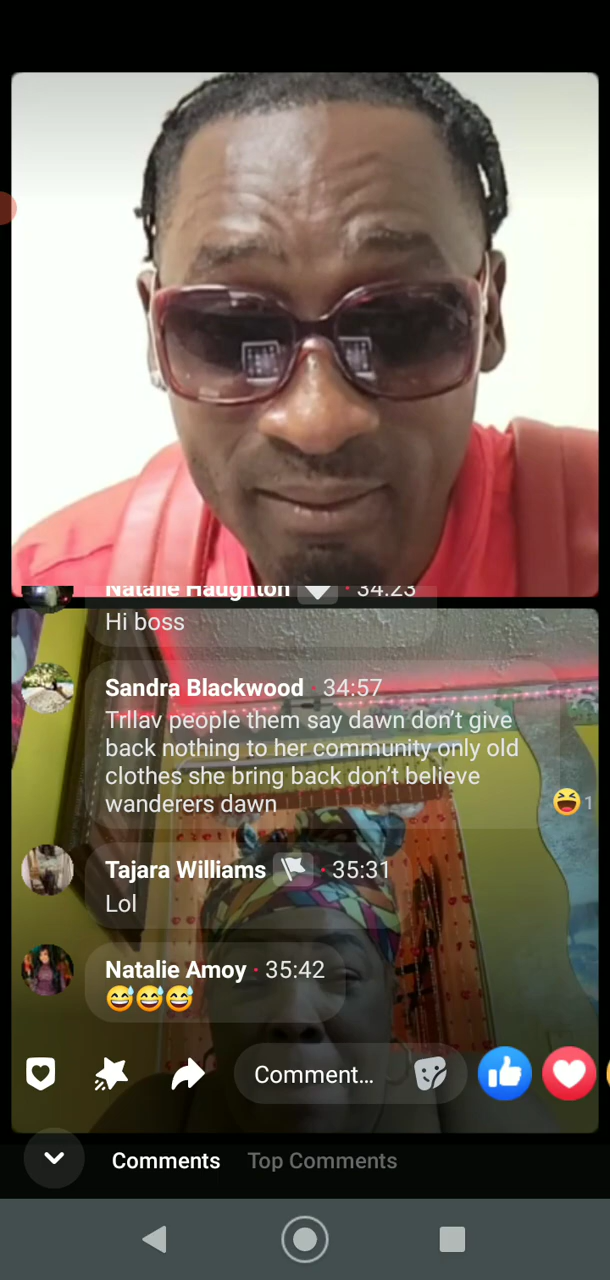 Natalie Haughton · 34:23
Hi boss
Sandra Blackwood · 34:57
Trllav people them say dawn don't give
back nothing to her community only old
clothes she bring back don't believe
wanderers dawn
1
Tajara Williams · 35:31
Lol
Natalie Amoy · 35:42
😅😅😅
Comment...
Comments Top Comments